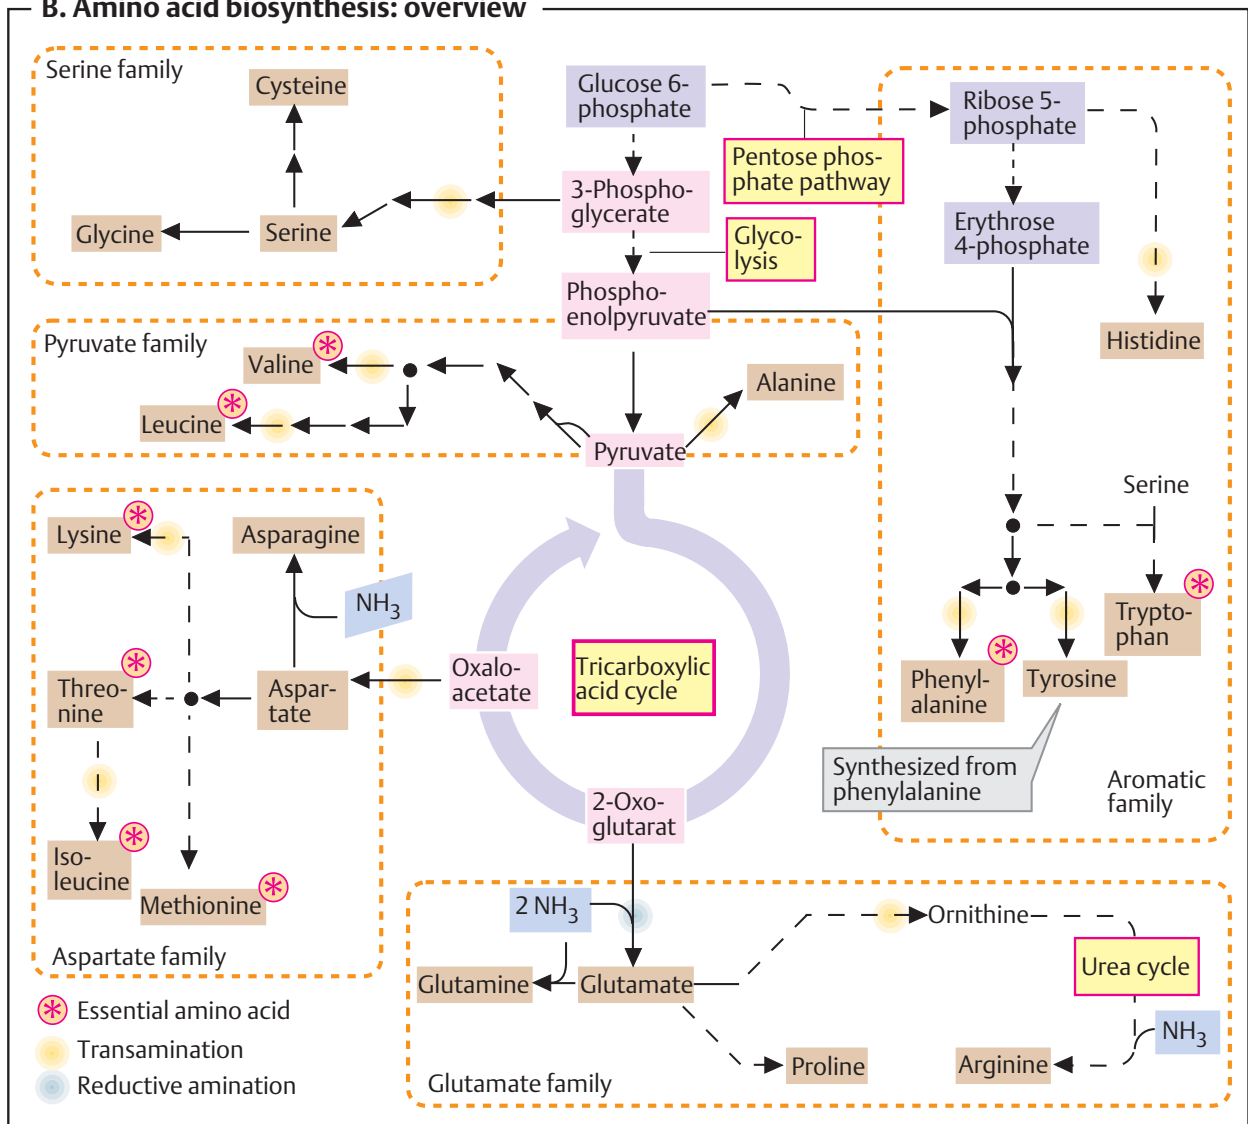 B. Amino acid biosynthesis: overview
Serine family
Cysteine
Glycine
Serine
Glucose 6-
phosphate
3-Phospho-
glycerate
Phospho-
enolpyruvate
Pentose phos-
phate pathway
Glyco-
lysis
Ribose 5-
phosphate
Erythrose
4-phosphate
Histidine
Pyruvate family
Valine
*
Leucine
*
Alanine
Pyruvate
Lysine
*
Asparagine
NH3
Threo-
nine
*
Aspar-
tate
Oxalo-
acetate
Tricarboxylic
acid cycle
Iso-
leucine
*
Methionine
*
Aspartate family
2-Oxo-
glutarat
Serine
Trypto-
phan
*
Phenyl-
alanine
*
Tyrosine
Synthesized from
phenylalanine
Aromatic
family
2 NH3
Glutamine
Glutamate
Ornithine
Urea cycle
NH3
Proline
Arginine
Glutamate family
* Essential amino acid
Transamination
Reductive amination